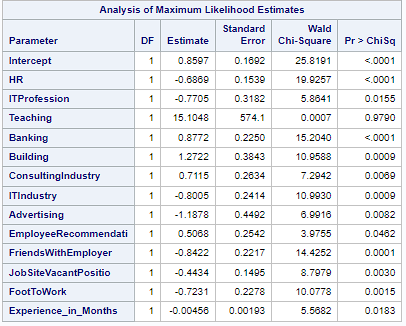 Analysis of Maximum Likelihood Estimates
Parameter DF Estimate Standard Error Wald Chi-Square Pr > ChiSq
Intercept 1 0.8597 0.1692 25.8191 <.0001
HR 1 -0.6869 0.1539 19.9257 <.0001
ITProfession 1 -0.7705 0.3182 5.8641 0.0155
Teaching 1 15.1048 574.1 0.0007 0.9790
Banking 1 0.8772 0.2250 15.2040 <.0001
Building 1 1.2722 0.3843 10.9588 0.0009
ConsultingIndustry 1 0.7115 0.2634 7.2942 0.0069
ITIndustry 1 -0.8005 0.2414 10.9930 0.0009
Advertising 1 -1.1878 0.4492 6.9916 0.0082
EmployeeRecommendati 1 0.5068 0.2542 3.9755 0.0462
FriendsWithEmployer 1 -0.8422 0.2217 14.4252 0.0001
JobSiteVacantPositio 1 -0.4434 0.1495 8.7979 0.0030
FootToWork 1 -0.7231 0.2278 10.0778 0.0015
Experience_in_Months 1 -0.00456 0.00193 5.5682 0.0183